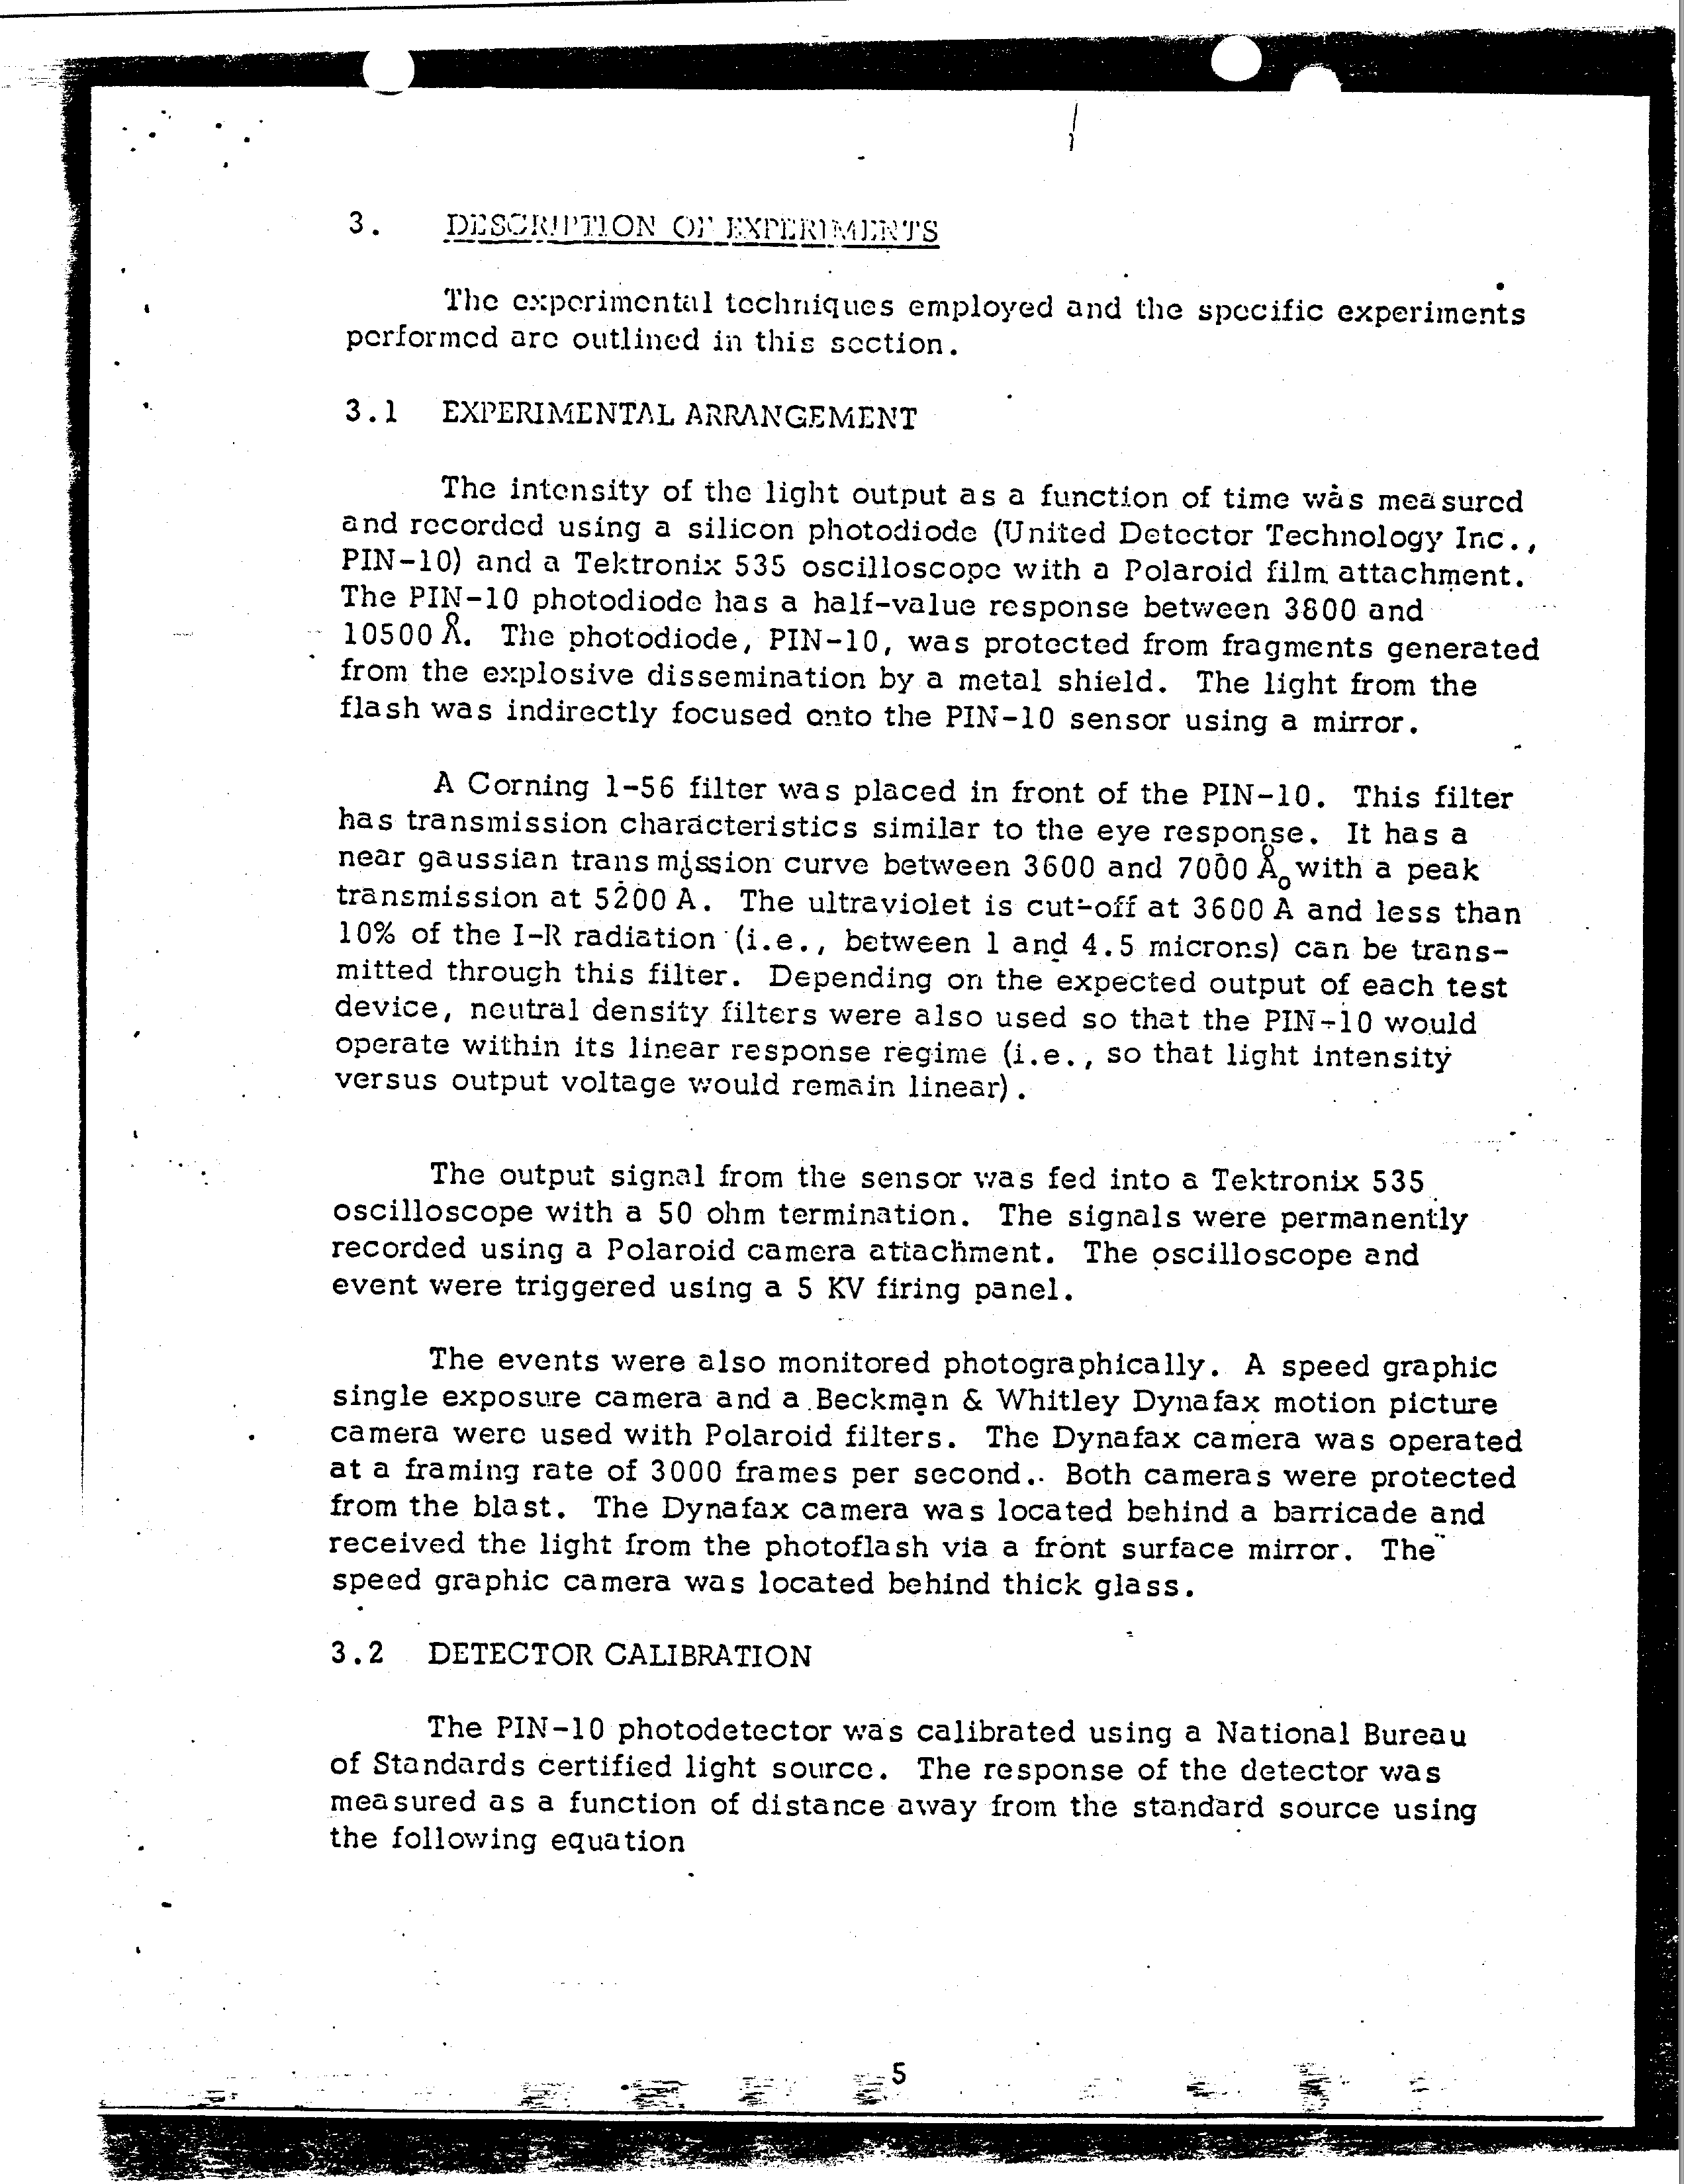 3. DESCRIPTION OF EXPERIMENTS
The experimental techniques employed and the specific experiments
performed are outlined in this section.
3.1 EXPERIMENTAL ARRANGEMENT
The intensity of the light output as a function of time was measured
and recorded using a silicon photodiode (United Detector Technology Inc.,
PIN-10) and a Tektronix 535 oscilloscope with a Polaroid film attachment.
The PIN-10 photodiode has a half-value response between 3800 and
10500 Å. The photodiode, PIN-10, was protected from fragments generated
from the explosive dissemination by a metal shield. The light from the
flash was indirectly focused onto the PIN-10 sensor using a mirror.
A Corning 1-56 filter was placed in front of the PIN-10. This filter
has transmission characteristics similar to the eye response. It has a
near gaussian transmission curve between 3600 and 7000 Å with a peak
transmission at 5200 Å. The ultraviolet is cut-off at 3600 Å and less than
10% of the I-R radiation (i.e., between 1 and 4.5 microns) can be trans-
mitted through this filter. Depending on the expected output of each test
device, neutral density filters were also used so that the PIN-10 would
operate within its linear response regime (i.e., so that light intensity
versus output voltage would remain linear).
The output signal from the sensor was fed into a Tektronix 535
oscilloscope with a 50 ohm termination. The signals were permanently
recorded using a Polaroid camera attachment. The oscilloscope and
event were triggered using a 5 KV firing panel.
The events were also monitored photographically. A speed graphic
single exposure camera and a Beckman & Whitley Dynafax motion picture
camera were used with Polaroid filters. The Dynafax camera was operated
at a framing rate of 3000 frames per second. Both cameras were protected
from the blast. The Dynafax camera was located behind a barricade and
received the light from the photoflash via a front surface mirror. The
speed graphic camera was located behind thick glass.
3.2 DETECTOR CALIBRATION
The PIN-10 photodetector was calibrated using a National Bureau
of Standards certified light source. The response of the detector was
measured as a function of distance away from the standard source using
the following equation
5